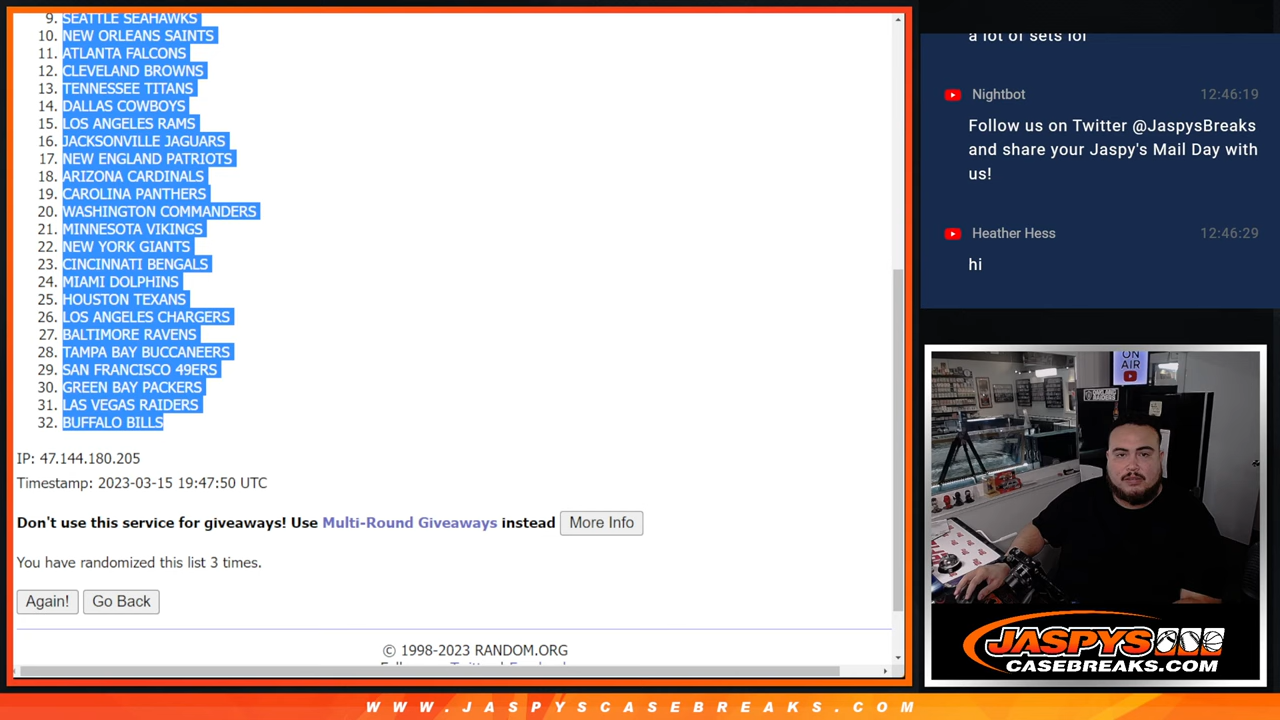 9. SEATTLE SEAHAWKS
10. NEW ORLEANS SAINTS
11. ATLANTA FALCONS
12. CLEVELAND BROWNS
13. TENNESSEE TITANS
14. DALLAS COWBOYS
15. LOS ANGELES RAMS
16. JACKSONVILLE JAGUARS
17. NEW ENGLAND PATRIOTS
18. ARIZONA CARDINALS
19. CAROLINA PANTHERS
20. WASHINGTON COMMANDERS
21. MINNESOTA VIKINGS
22. NEW YORK GIANTS
23. CINCINNATI BENGALS
24. MIAMI DOLPHINS
25. HOUSTON TEXANS
26. LOS ANGELES CHARGERS
27. BALTIMORE RAVENS
28. TAMPA BAY BUCCANEERS
29. SAN FRANCISCO 49ERS
30. GREEN BAY PACKERS
31. LAS VEGAS RAIDERS
32. BUFFALO BILLS
IP: 47.144.180.205
Timestamp: 2023-03-15 19:47:50 UTC
Don't use this service for giveaways! Use Multi-Round Giveaways instead More Info
You have randomized this list 3 times.
Again! Go Back
© 1998-2023 RANDOM.ORG
a lot of sets lol
Nightbot 12:46:19
Follow us on Twitter @JaspysBreaks
and share your Jaspy's Mail Day with
us!
Heather Hess 12:46:29
hi
ON
AIR
JASPYS
CASEBREAKS.COM
WWW.JASPYSCASEBREAKS.COM